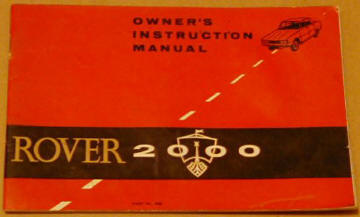 OWNER'S
INSTRUCTION
MANUAL
ROVER 2000